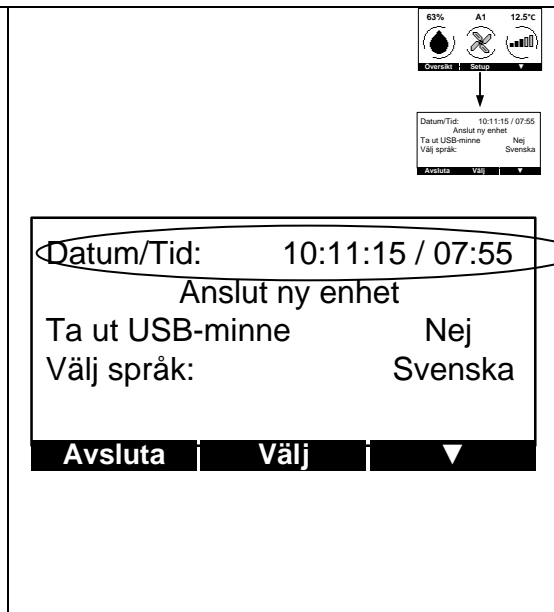 63% A1 12.5°C
Oversikt Setup ▼
Datum/Tid: 10:11:15 / 07:55
Anslut ny enhet
Ta ut USB-minne Nej
Välj språk: Svenska
Avsluta Välj ▼
Datum/Tid: 10:11:15 / 07:55
Anslut ny enhet
Ta ut USB-minne Nej
Välj språk: Svenska
Avsluta Välj ▼